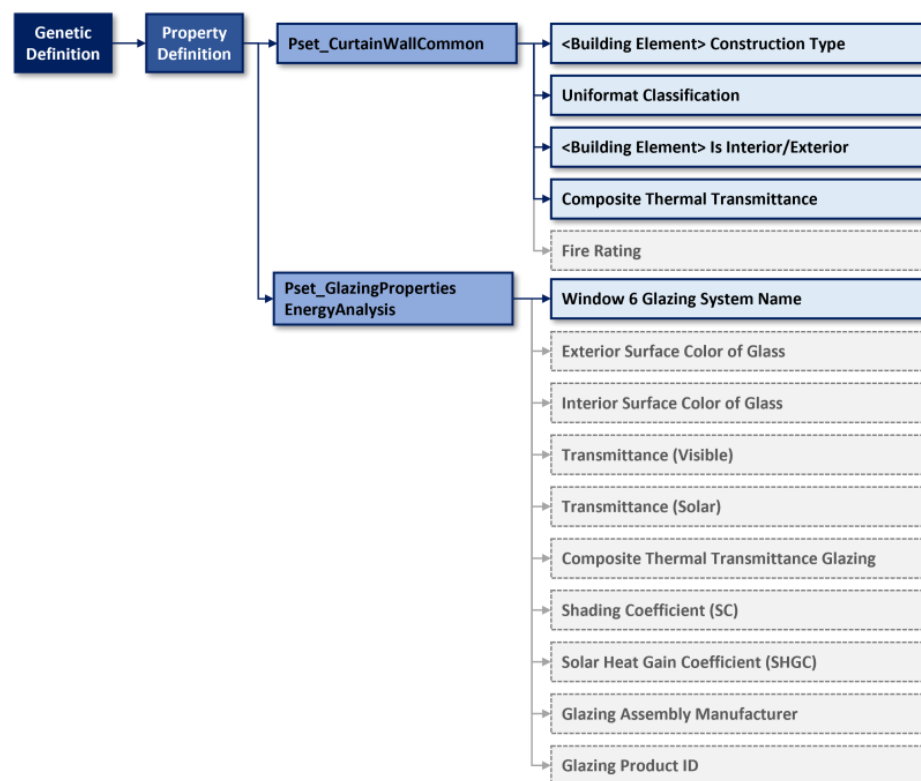 Genetic
Definition
Property
Definition
Pset_CurtainWallCommon
<Building Element> Construction Type
Uniformat Classification
<Building Element> Is Interior/Exterior
Composite Thermal Transmittance
Fire Rating
Pset_GlazingProperties
EnergyAnalysis
Window 6 Glazing System Name
Exterior Surface Color of Glass
Interior Surface Color of Glass
Transmittance (Visible)
Transmittance (Solar)
Composite Thermal Transmittance Glazing
Shading Coefficient (SC)
Solar Heat Gain Coefficient (SHGC)
Glazing Assembly Manufacturer
Glazing Product ID